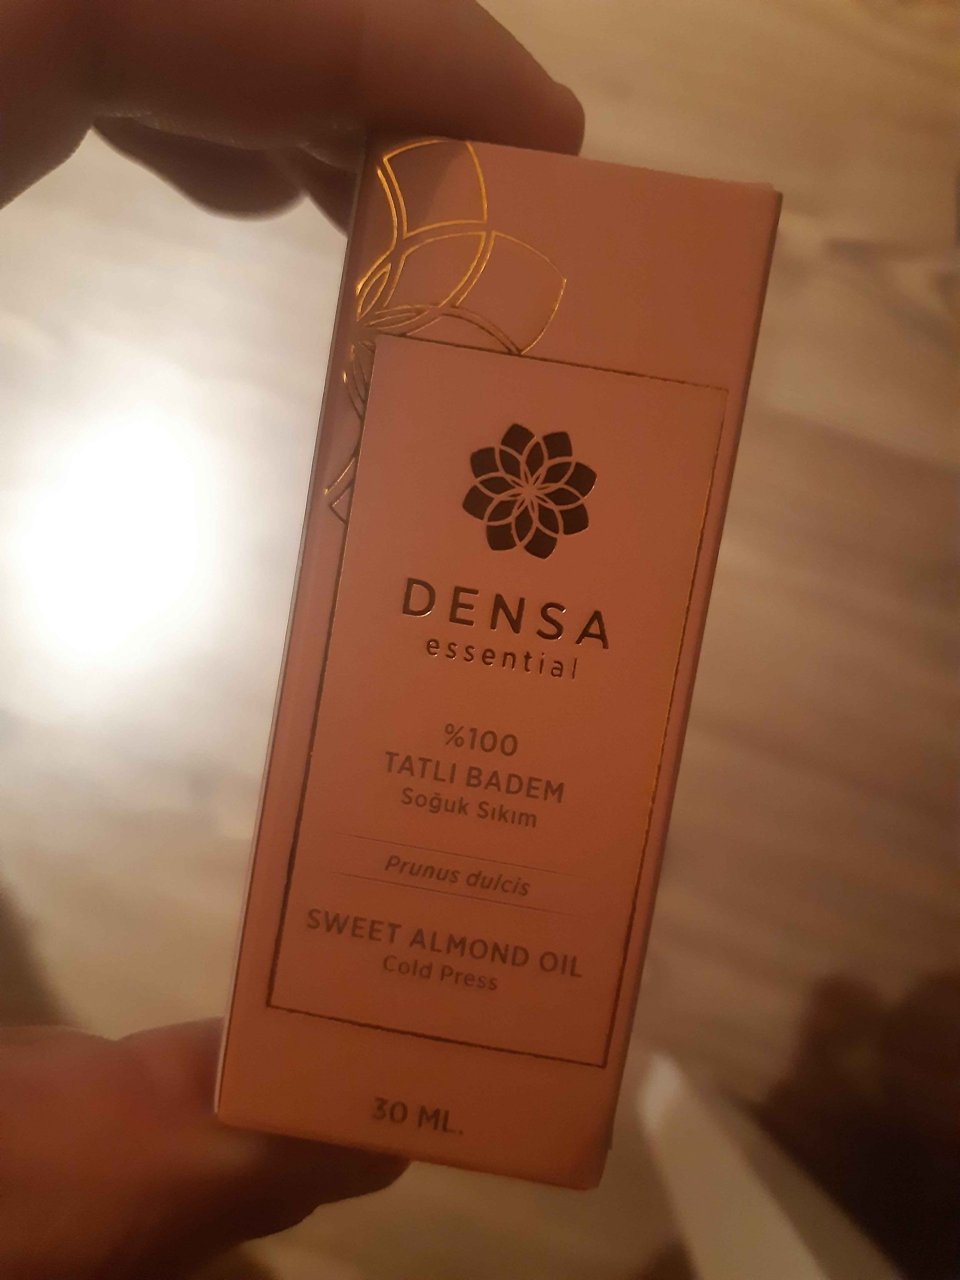 DENSA
essential
%100
TATLI BADEM
Soğuk Sıkım
Prunus dulcis
SWEET ALMOND OIL
Cold Press
30 ML.